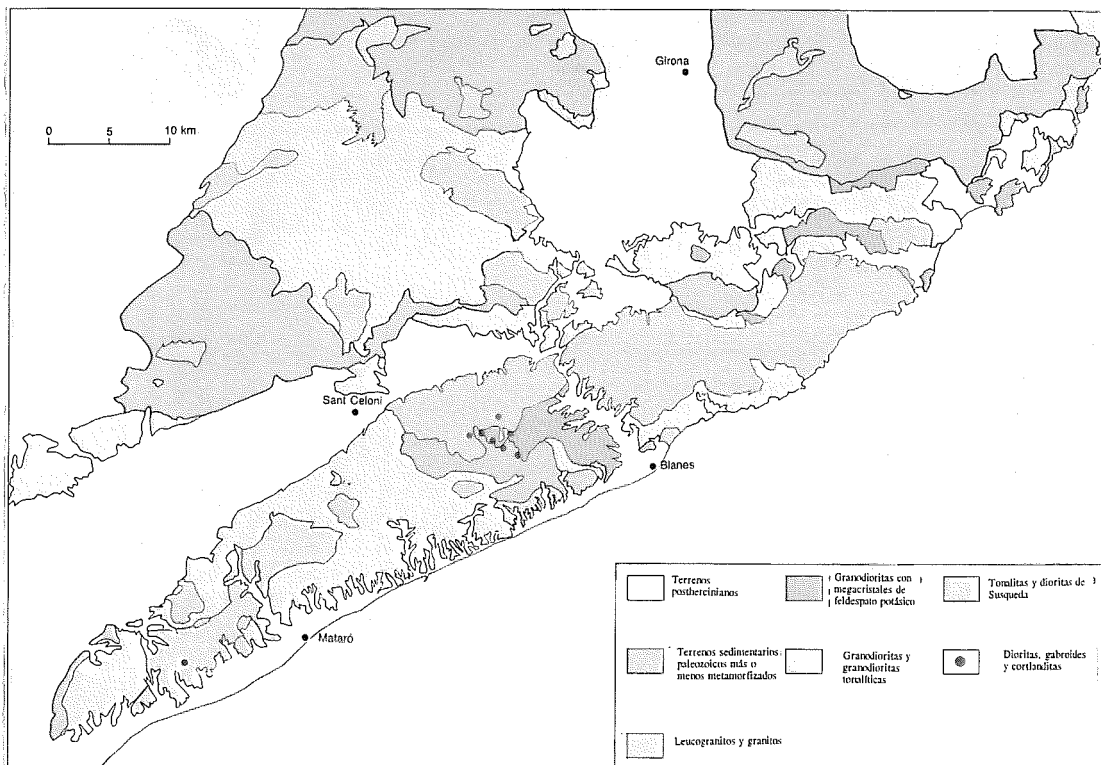 Girona
0 5 10 km
Sant Celoni
Blanes
Mataró
Terrenos
posthercinianos
Granodioritas con
megacristales de
feldespato potásico
Tonalitas y dioritas de
Susqueda
Terrenos sedimentarios
paleozoicos más o
menos metamorfizados
Granodioritas y
granodioritas
tonalíticas
Dioritas, gabroides
y cortlanditas
Leucogranitos y granitos